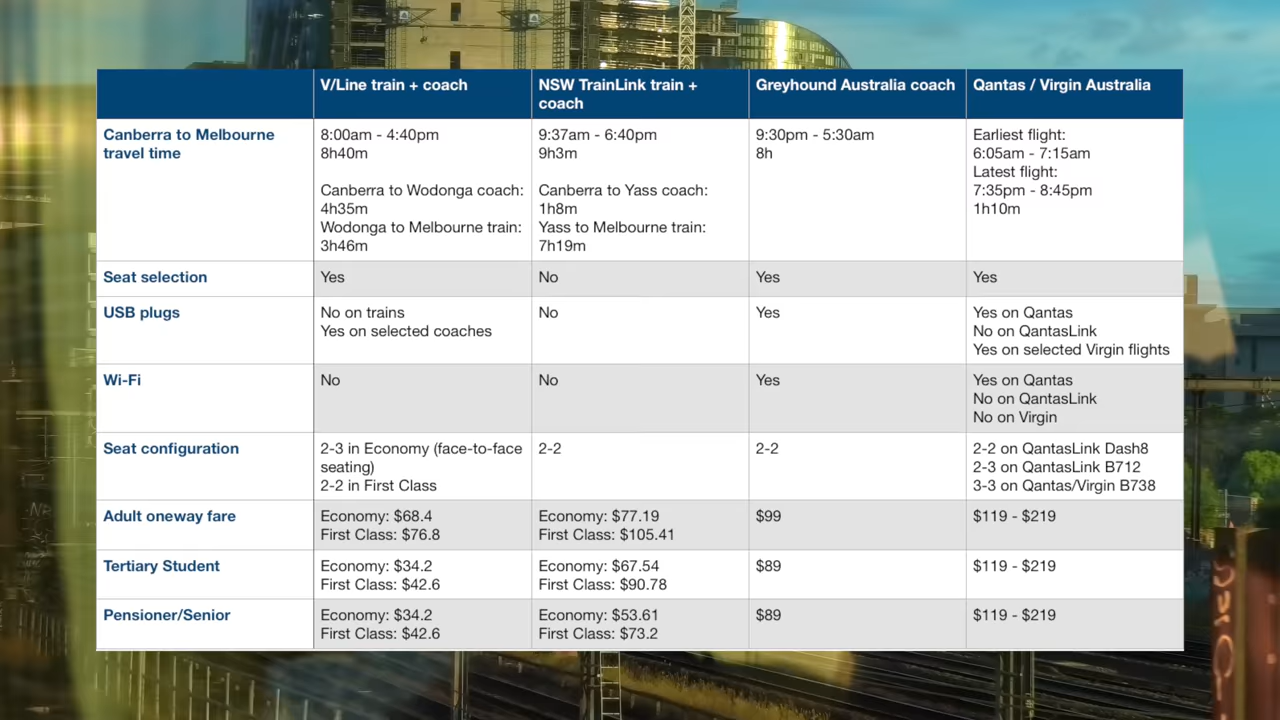 V/Line train + coach
NSW TrainLink train +
coach
Greyhound Australia coach
Qantas / Virgin Australia
Canberra to Melbourne
travel time
8:00am - 4:40pm
8h40m
Canberra to Wodonga coach:
4h35m
Wodonga to Melbourne train:
3h46m
9:37am - 6:40pm
9h3m
Canberra to Yass coach:
1h8m
Yass to Melbourne train:
7h19m
9:30pm - 5:30am
8h
Earliest flight:
6:05am - 7:15am
Latest flight:
7:35pm - 8:45pm
1h10m
Seat selection
Yes
No
Yes
Yes
USB plugs
No on trains
Yes on selected coaches
No
Yes
Yes on Qantas
No on QantasLink
Yes on selected Virgin flights
Wi-Fi
No
No
Yes
Yes on Qantas
No on QantasLink
No on Virgin
Seat configuration
2-3 in Economy (face-to-face
seating)
2-2 in First Class
2-2
2-2
2-2 on QantasLink Dash8
2-3 on QantasLink B712
3-3 on Qantas/Virgin B738
Adult oneway fare
Economy: $68.4
First Class: $76.8
Economy: $77.19
First Class: $105.41
$99
$119 - $219
Tertiary Student
Economy: $34.2
First Class: $42.6
Economy: $67.54
First Class: $90.78
$89
$119 - $219
Pensioner/Senior
Economy: $34.2
First Class: $42.6
Economy: $53.61
First Class: $73.2
$89
$119 - $219